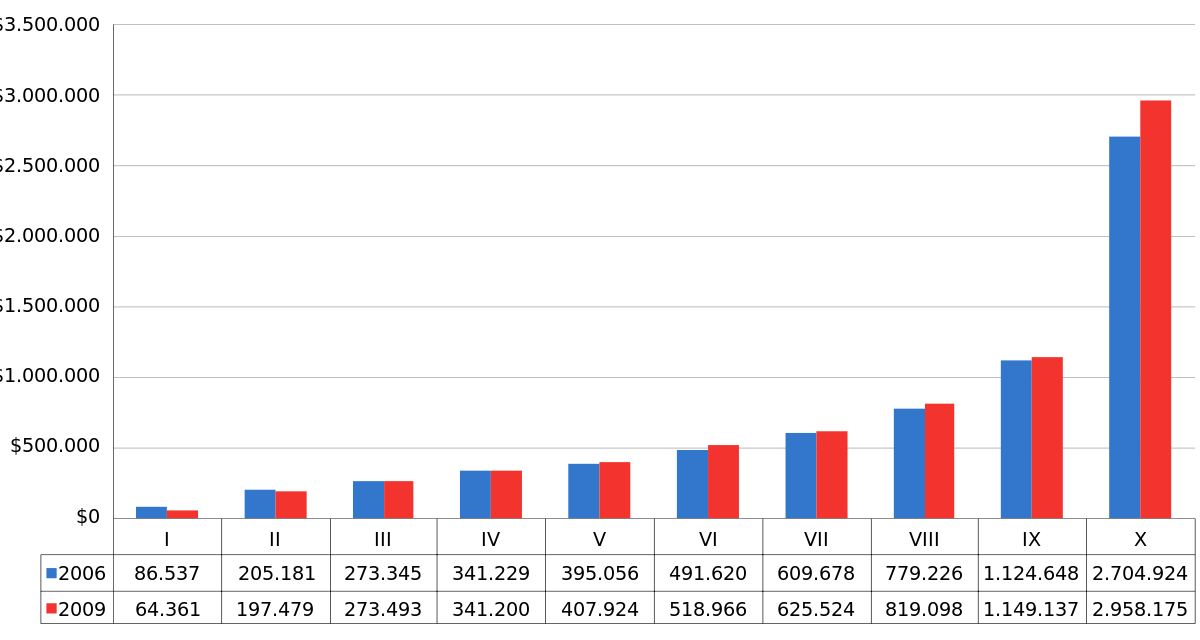 $3.500.000
$3.000.000
$2.500.000
$2.000.000
$1.500.000
$1.000.000
$500.000
$0
I II III IV V VI VII VIII IX X
2006 86.537 205.181 273.345 341.229 395.056 491.620 609.678 779.226 1.124.648 2.704.924
2009 64.361 197.479 273.493 341.200 407.924 518.966 625.524 819.098 1.149.137 2.958.175